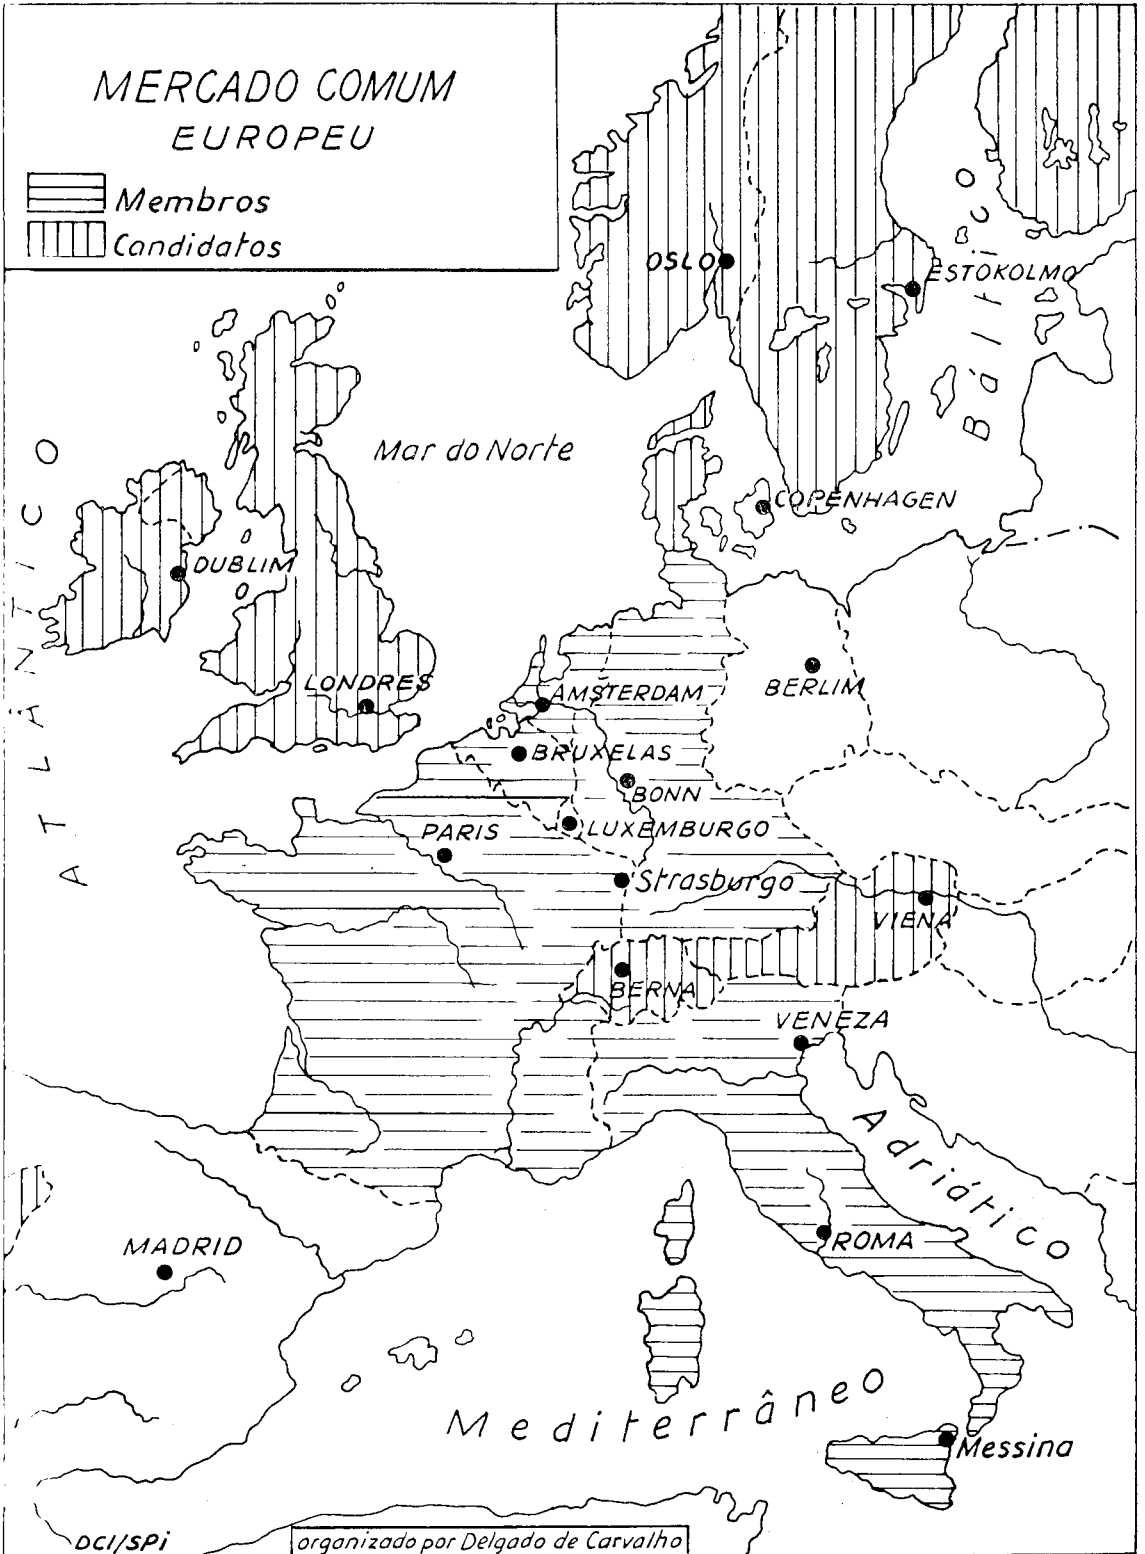 MERCADO COMUM
EUROPEU
Membros
Candidatos
OSLO
ESTOKOLMO
Báltico
Mar do Norte
COPENHAGEN
ATLÂNTICO
DUBLIM
LONDRES
AMSTERDAM
BERLIM
BRUXELAS
BONN
PARIS
LUXEMBURGO
Strasburgo
VIENA
BERNA
VENEZA
Adriático
MADRID
ROMA
Mediterrâneo
Messina
DCI/SPi
organizado por Delgado de Carvalho